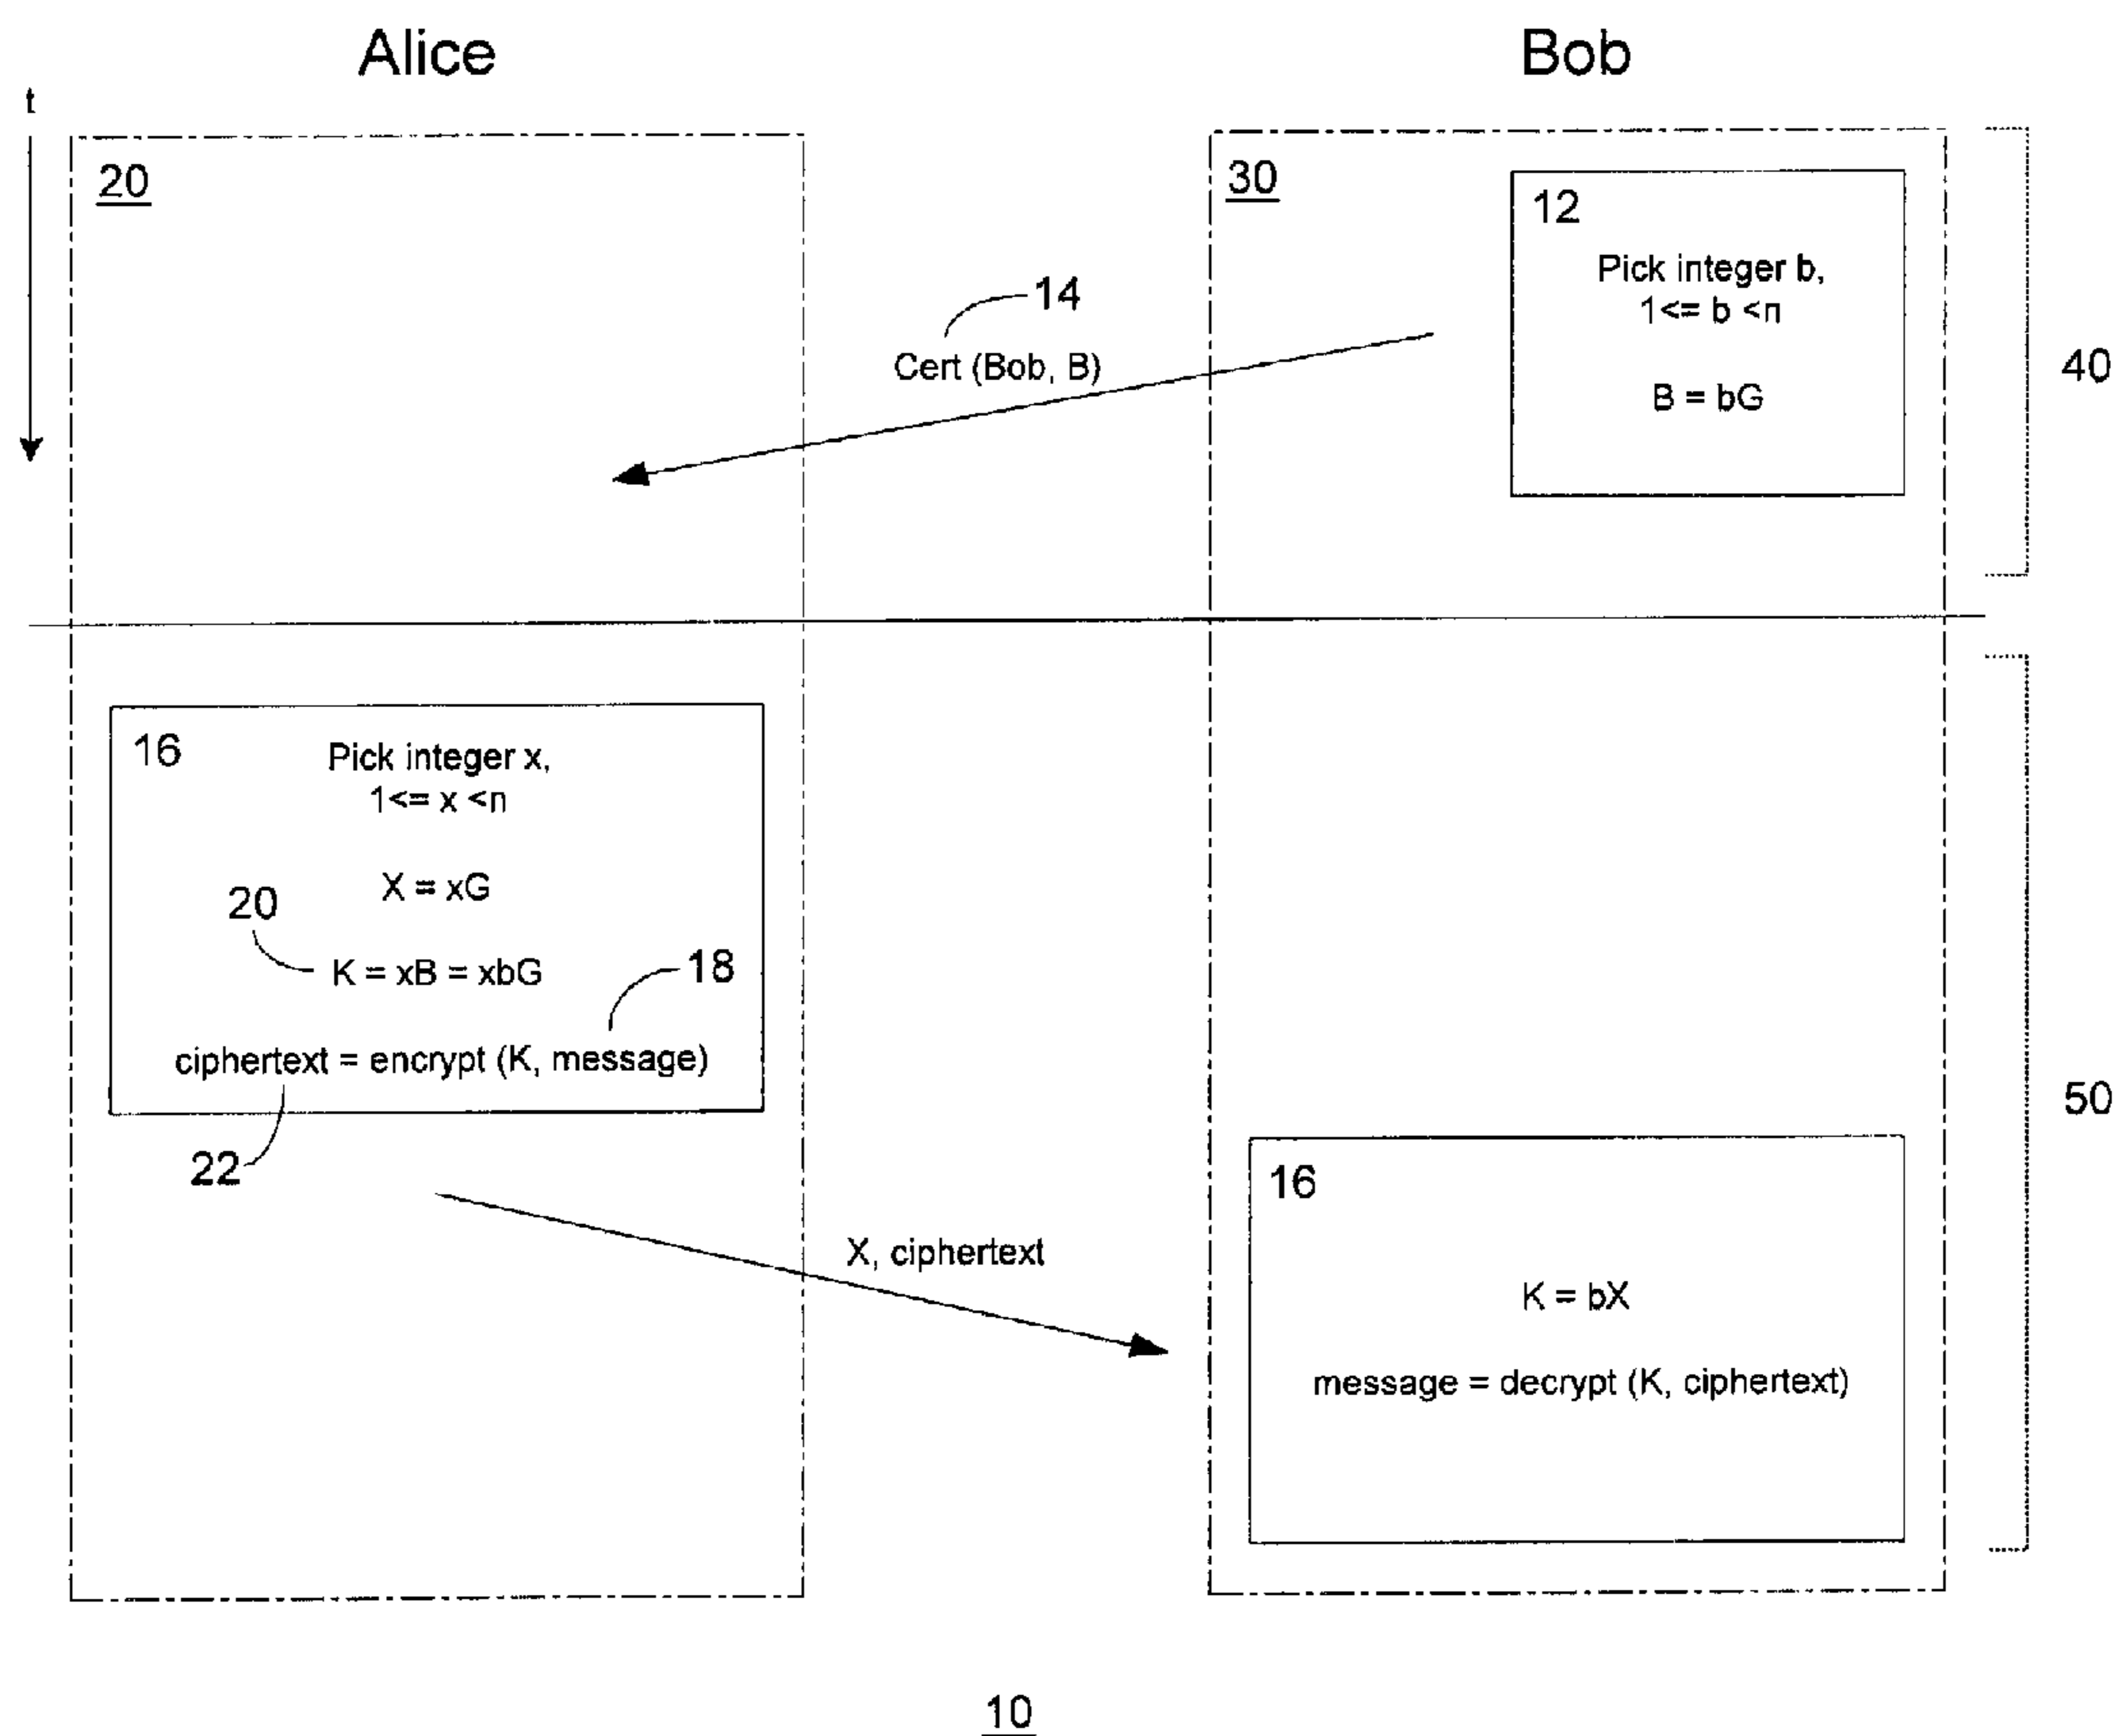 Alice
Bob
t
20
30
12
Pick integer b,
1<= b <n
B = bG
14
Cert (Bob, B)
40
16
Pick integer x,
1<= x <n
X = xG
20
K = xB = xbG
18
ciphertext = encrypt (K, message)
22
50
X, ciphertext
16
K = bX
message = decrypt (K, ciphertext)
10